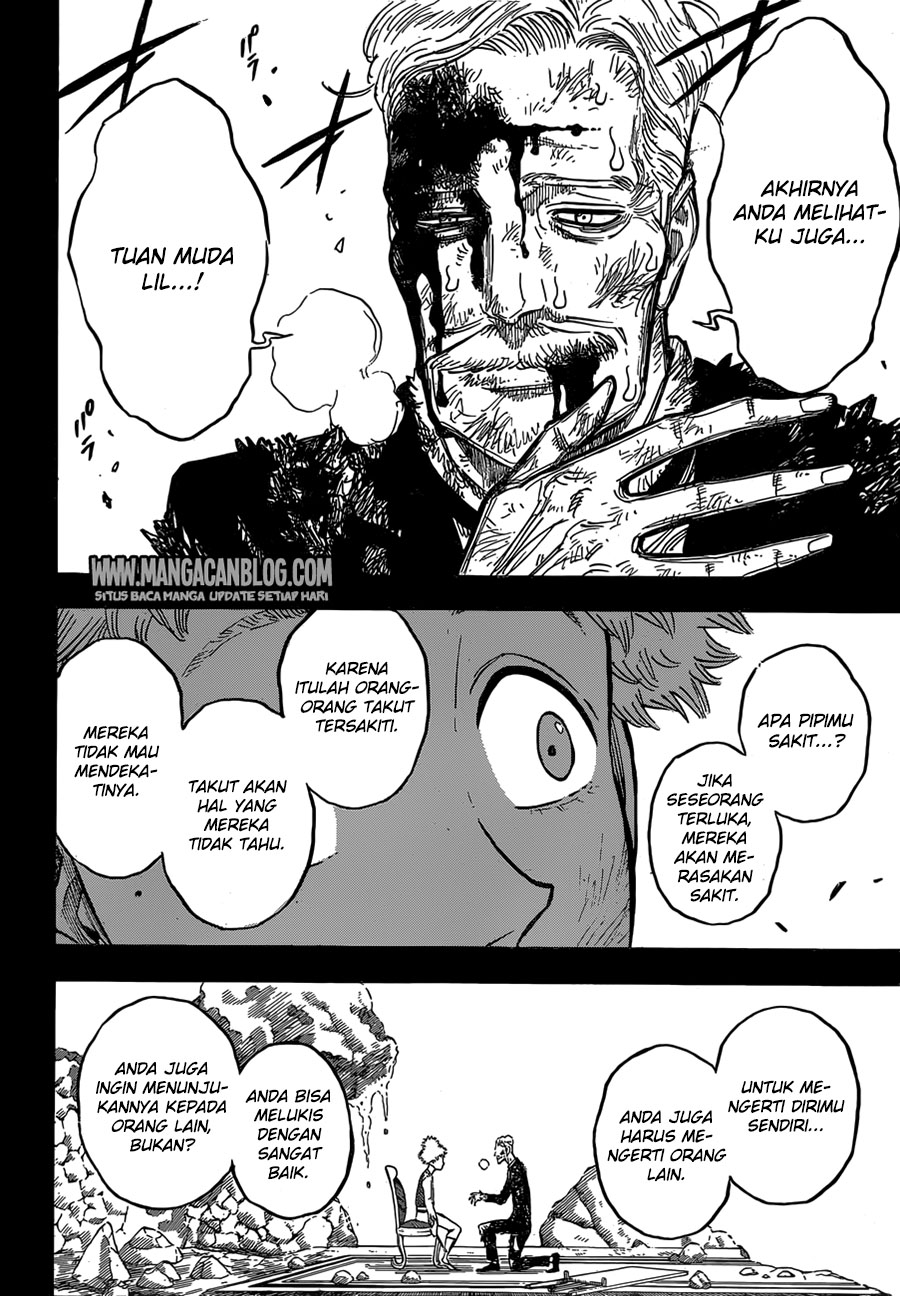 AKHIRNYA
ANDA MELIHAT-
KU JUGA...
TUAN MUDA
LIL...!
WWW.MANGACANBLOG.COM
SITUS BACA MANGA UPDATE SETIAP HARI
APA PIPIMU
SAKIT...?
JIKA
SESEORANG
TERLUKA, MEREKA
AKAN ME-
RASAKAN
SAKIT.
KARENA
ITULAH ORANG-
ORANG TAKUT
TERSAKITI.
TAKUT AKAN
HAL YANG
MEREKA
TIDAK TAHU.
MEREKA
TIDAK MAU
MENDEKA-
TINYA.
UNTUK ME-
NGERTI DIRIMU
SENDIRI...
ANDA JUGA
HARUS ME-
NGERTI ORANG
LAIN.
ANDA BISA
MELUKIS
DENGAN
SANGAT
BAIK.
ANDA JUGA
INGIN MENUNJU-
KANNYA KEPADA
ORANG LAIN,
BUKAN?